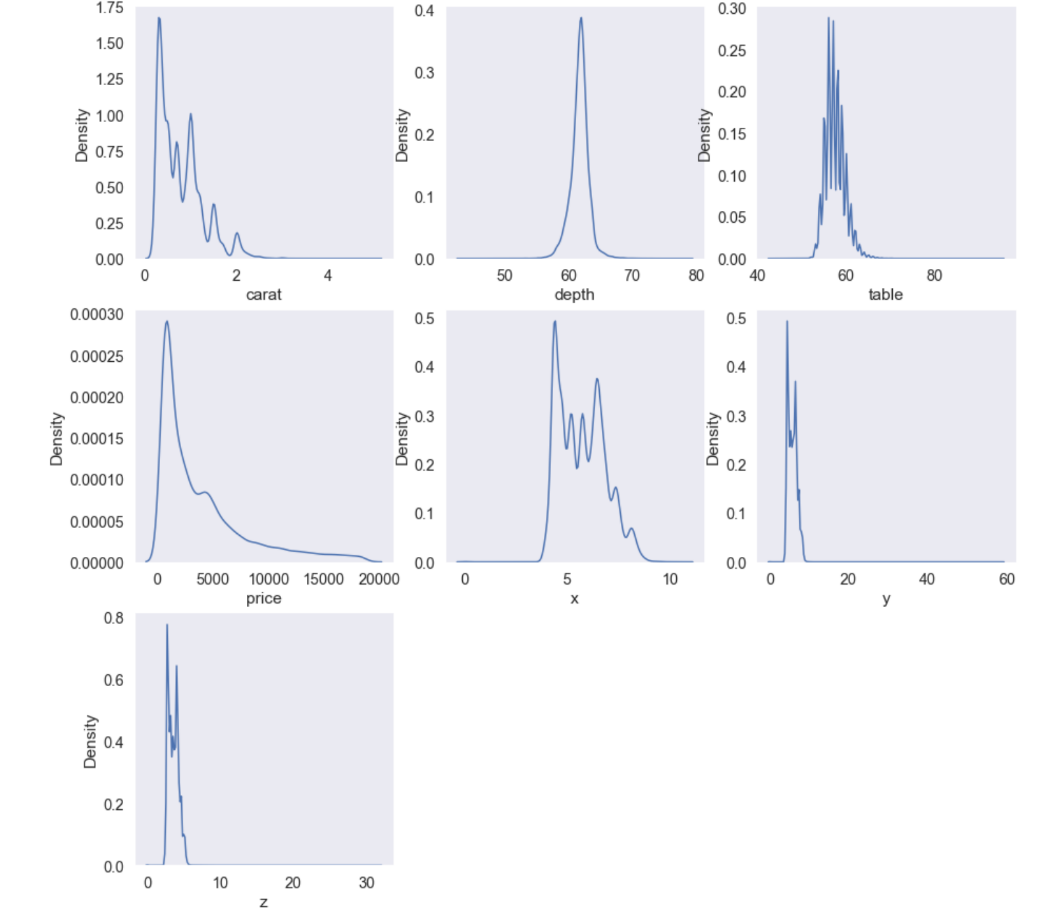 1.75
1.50
1.25
1.00
0.75
0.50
0.25
0.00
Density
0 2 4
carat
0.4
0.3
0.2
0.1
0.0
Density
50 60 70 80
depth
0.30
0.25
0.20
0.15
0.10
0.05
0.00
Density
40 60 80
table
0.00030
0.00025
0.00020
0.00015
0.00010
0.00005
0.00000
Density
0 5000 10000 15000 20000
price
0.5
0.4
0.3
0.2
0.1
0.0
Density
0 5 10
x
0.5
0.4
0.3
0.2
0.1
0.0
Density
0 20 40 60
y
0.8
0.6
0.4
0.2
0.0
Density
0 10 20 30
z